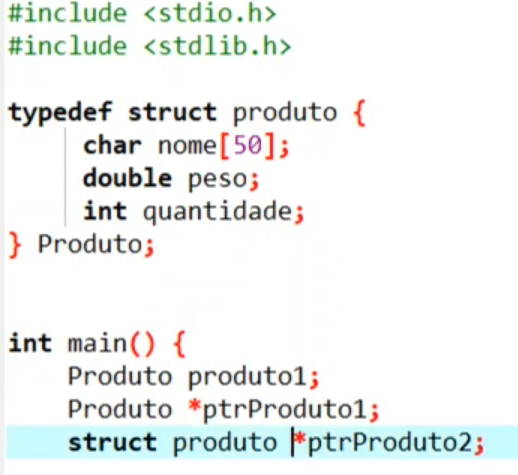 #include <stdio.h>
#include <stdlib.h>
typedef struct produto {
char nome[50];
double peso;
int quantidade;
} Produto;
int main() {
Produto produto1;
Produto *ptrProduto1;
struct produto *ptrProduto2;